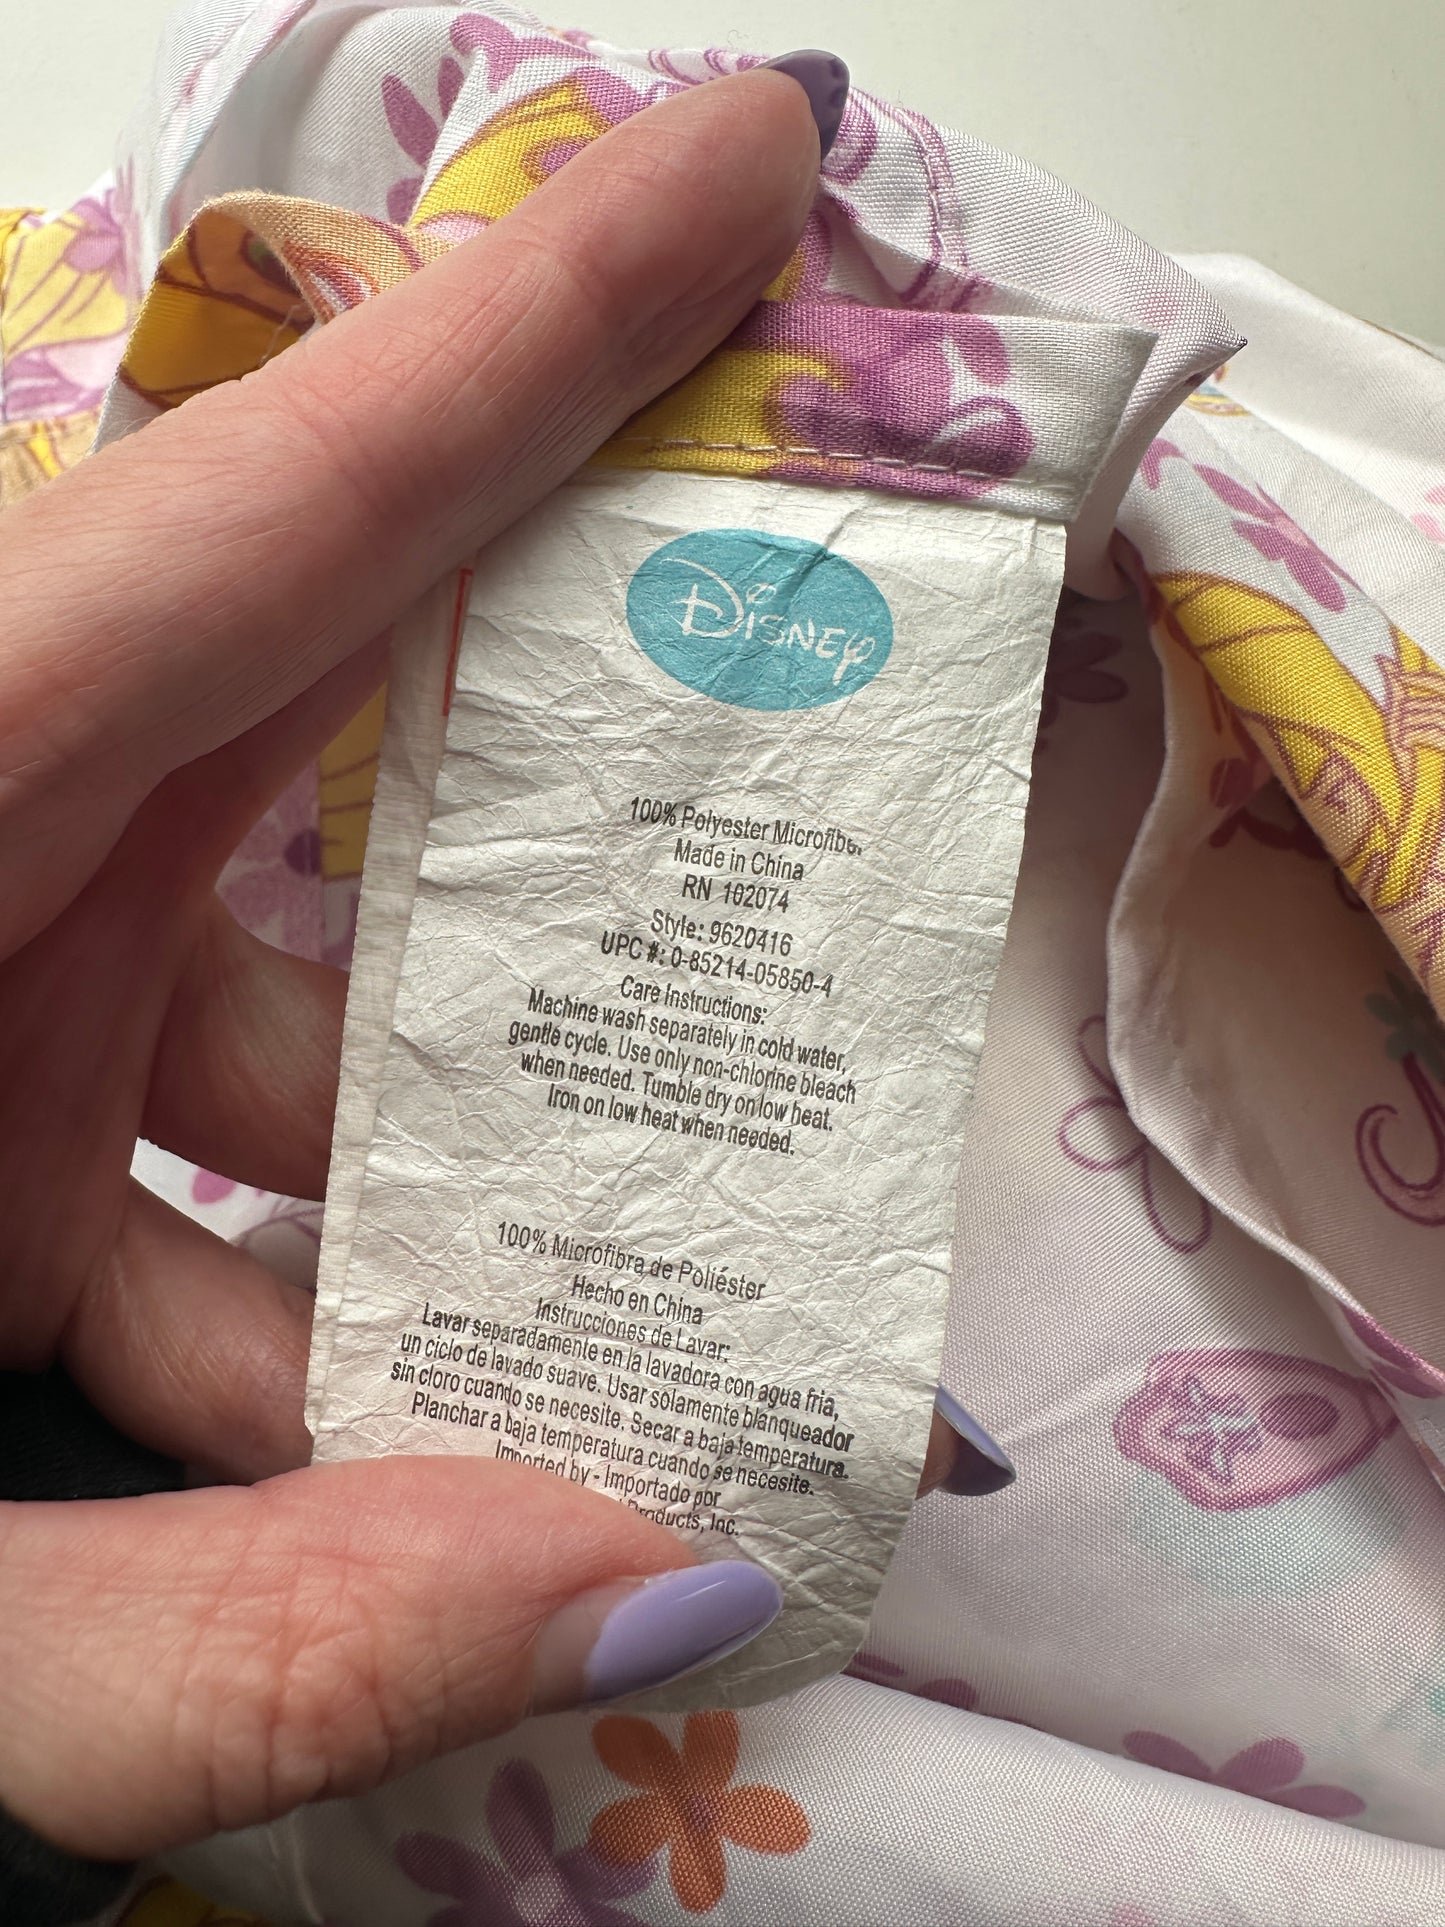 Disney
100% Polyester Microfiber
Made in China
RN 102074
Style: 9620416
UPC #: 0-85214-05850-4
Care Instructions:
Machine wash separately in cold water,
gentle cycle. Use only non-chlorine bleach
when needed. Tumble dry on low heat.
Iron on low heat when needed.
100% Microfibra de Poliéster
Hecho en China
Instrucciones de Lavar:
Lavar separadamente en la lavadora con agua fria,
un ciclo de lavado suave. Usar solamente blanqueador
sin cloro cuando se necesite. Secar a baja temperatura.
Planchar a baja temperatura cuando se necesite.
Imported by - Importado por
Products, Inc.